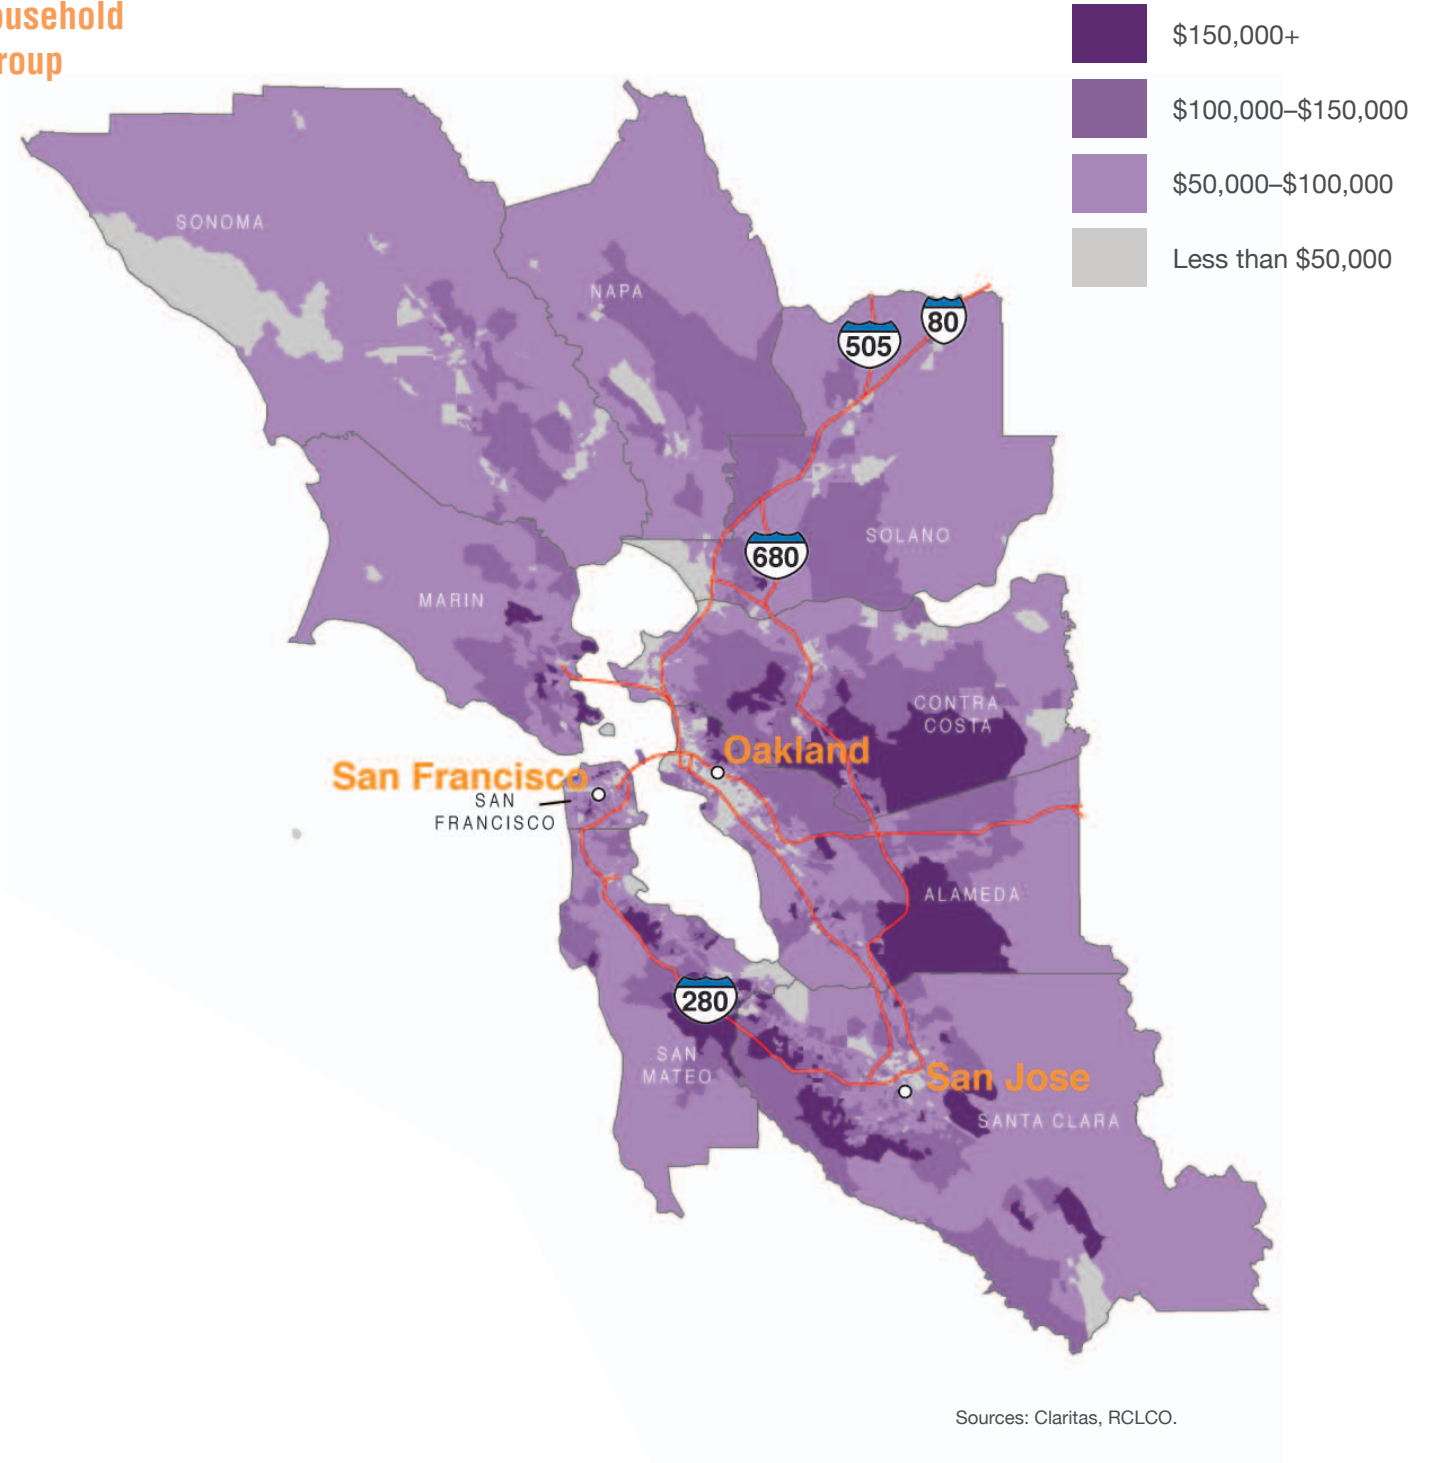 ousehold
roup
$150,000+
$100,000–$150,000
$50,000–$100,000
Less than $50,000
SONOMA
NAPA
505
80
SOLANO
680
MARIN
CONTRA
COSTA
Oakland
San Francisco
SAN
FRANCISCO
ALAMEDA
280
SAN
MATEO
San Jose
SANTA CLARA
Sources: Claritas, RCLCO.